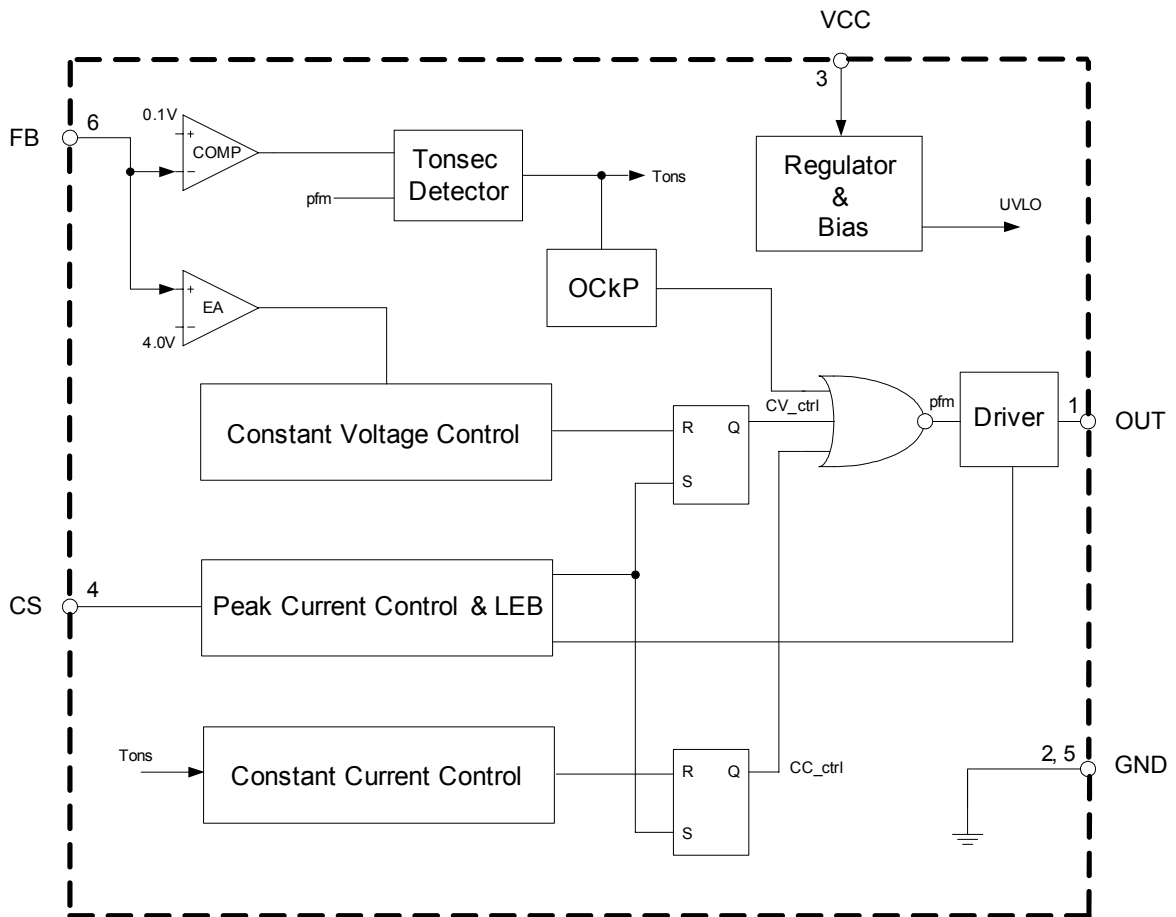 VCC
3
FB
6
0.1V
+
COMP
−
Tonsec
Detector
pfm
Tons
Regulator
&
Bias
UVLO
OCkP
+
EA
−
4.0V
Constant Voltage Control
R
Q
S
CV_ctrl
pfm
Driver
1
OUT
CS
4
Peak Current Control & LEB
Tons
Constant Current Control
R
Q
S
CC_ctrl
2, 5
GND